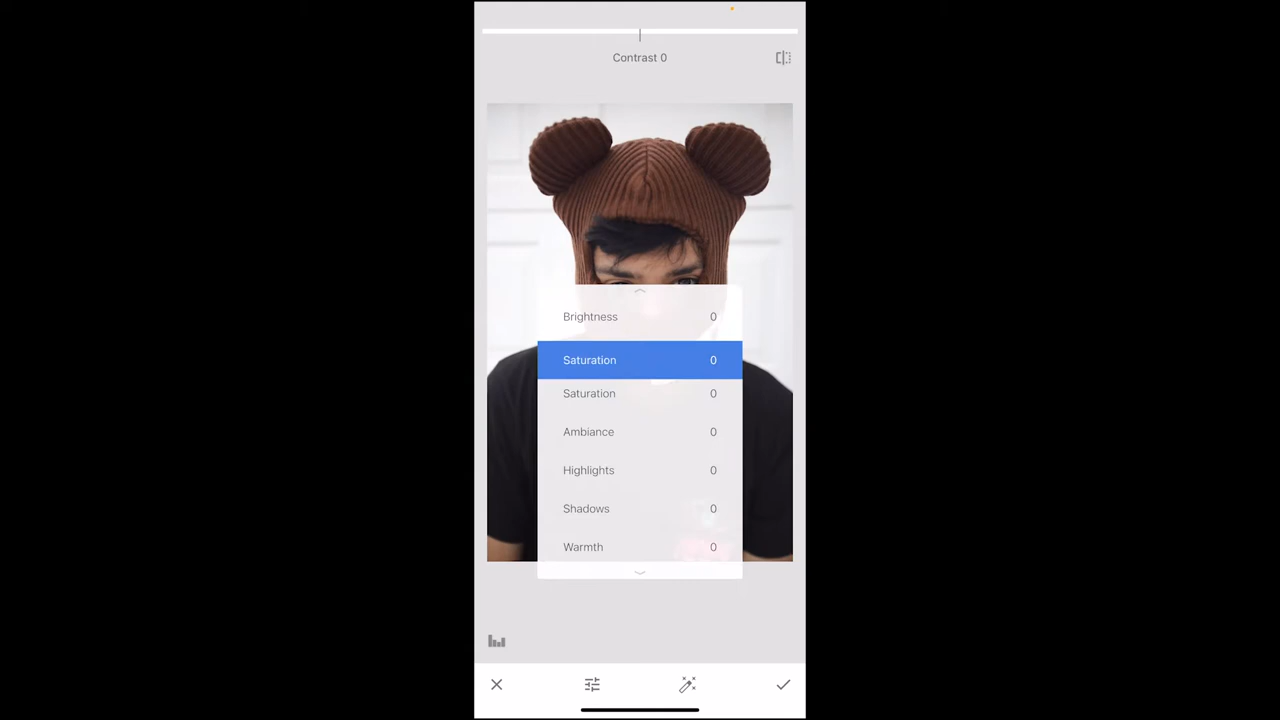 Contrast 0
Brightness 0
Saturation 0
Saturation 0
Ambiance 0
Highlights 0
Shadows 0
Warmth 0